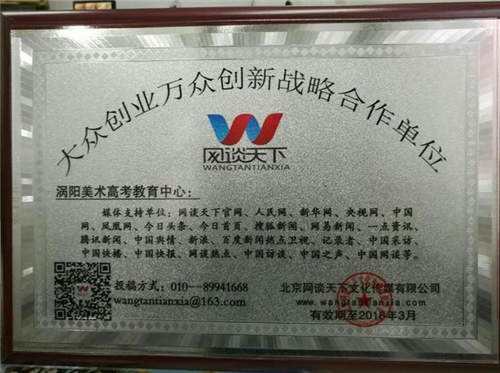 大众创业万众创新战略合作单位
网谈天下
WANGTANTIANXIA
涡阳美术高考教育中心：
媒体支持单位：网谈天下官网、人民网、新华网、央视网、中国
网、凤凰网、今日头条、今日首页、搜狐新闻、网易新闻、一点资讯、
腾讯新闻、中国舆情、新浪、百度新闻热点卫视、记录者、中国采访、
中国快播、中国快报、网谈热点、中国访谈、中国之声、中国网谈等。
投稿方式：010--89941668
wangtantianxia@163.com
北京网谈天下文化传媒有限公司
www.wangtantianxia.com
有效期至2018年3月